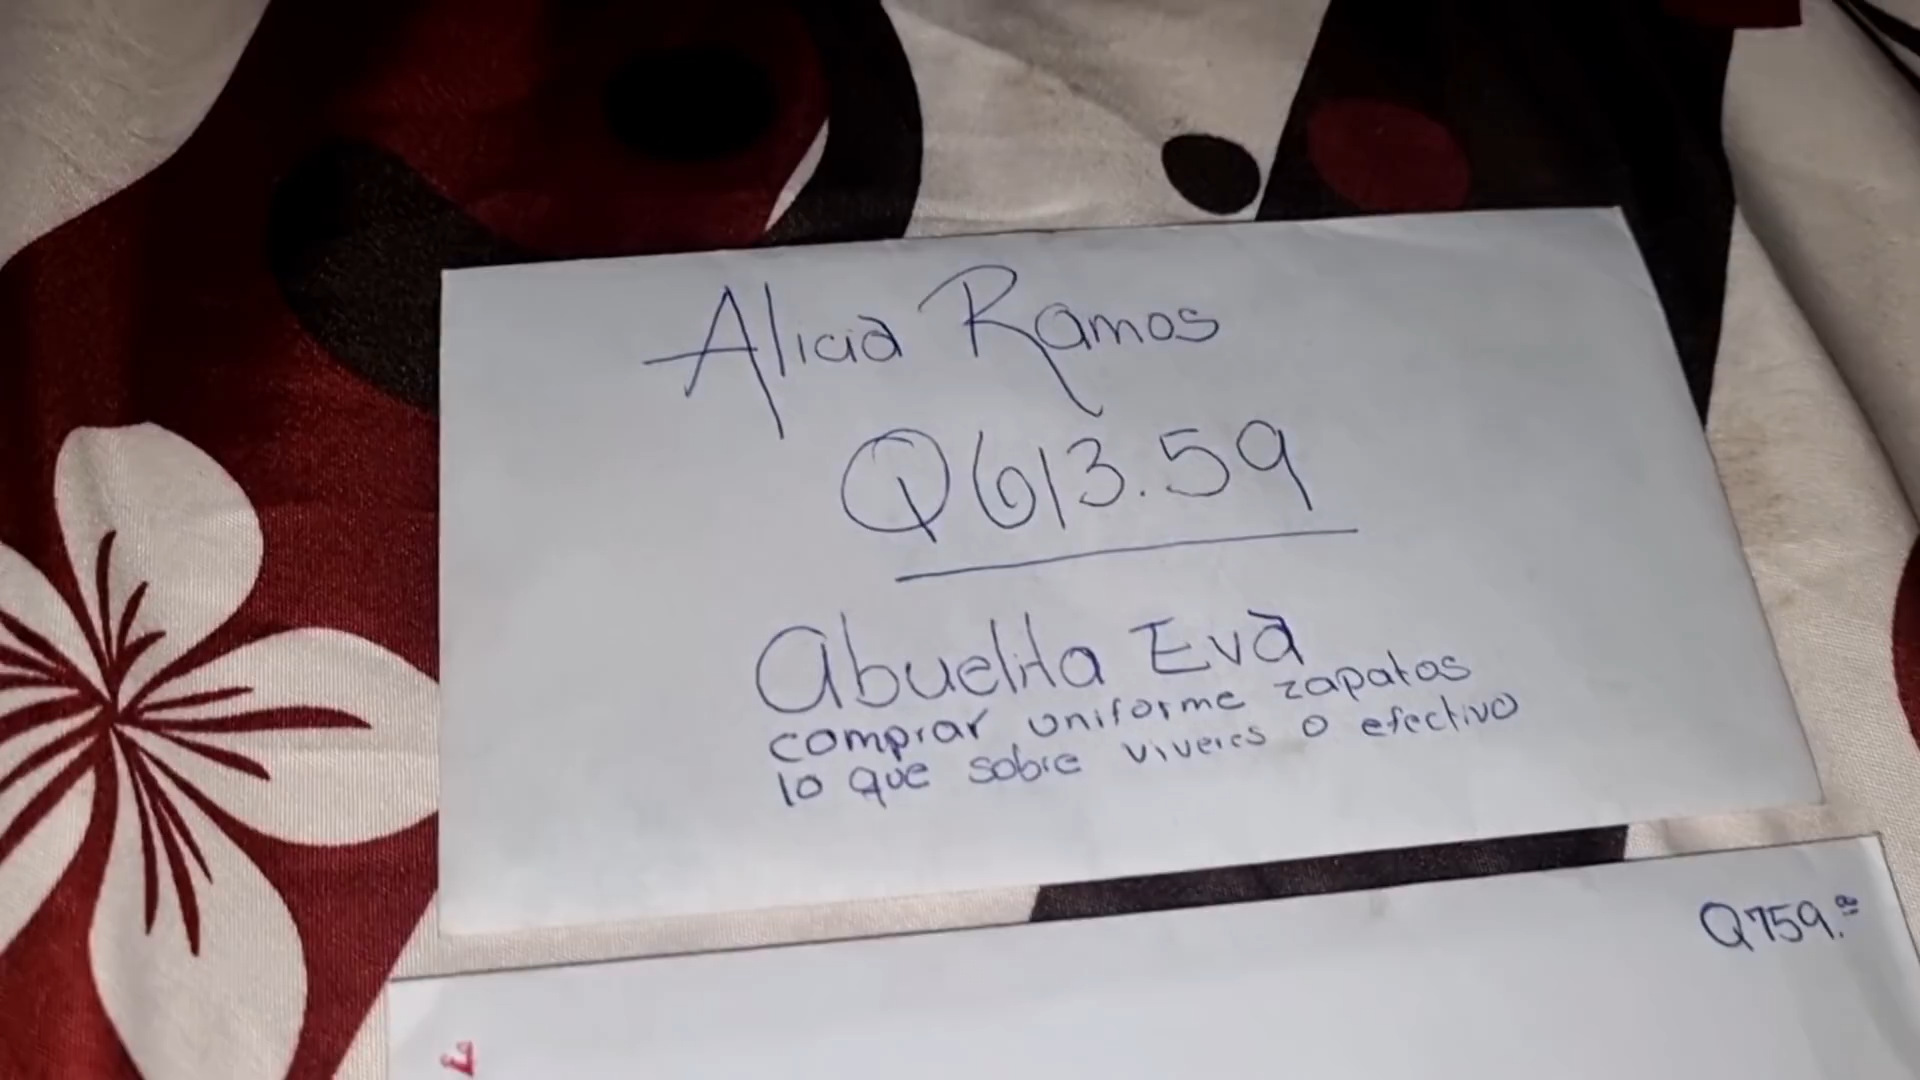 Alicia Ramos
Q613.59
Abuelita Eva
comprar uniforme zapatos
lo que sobre viveres o efectivo
Q759.00